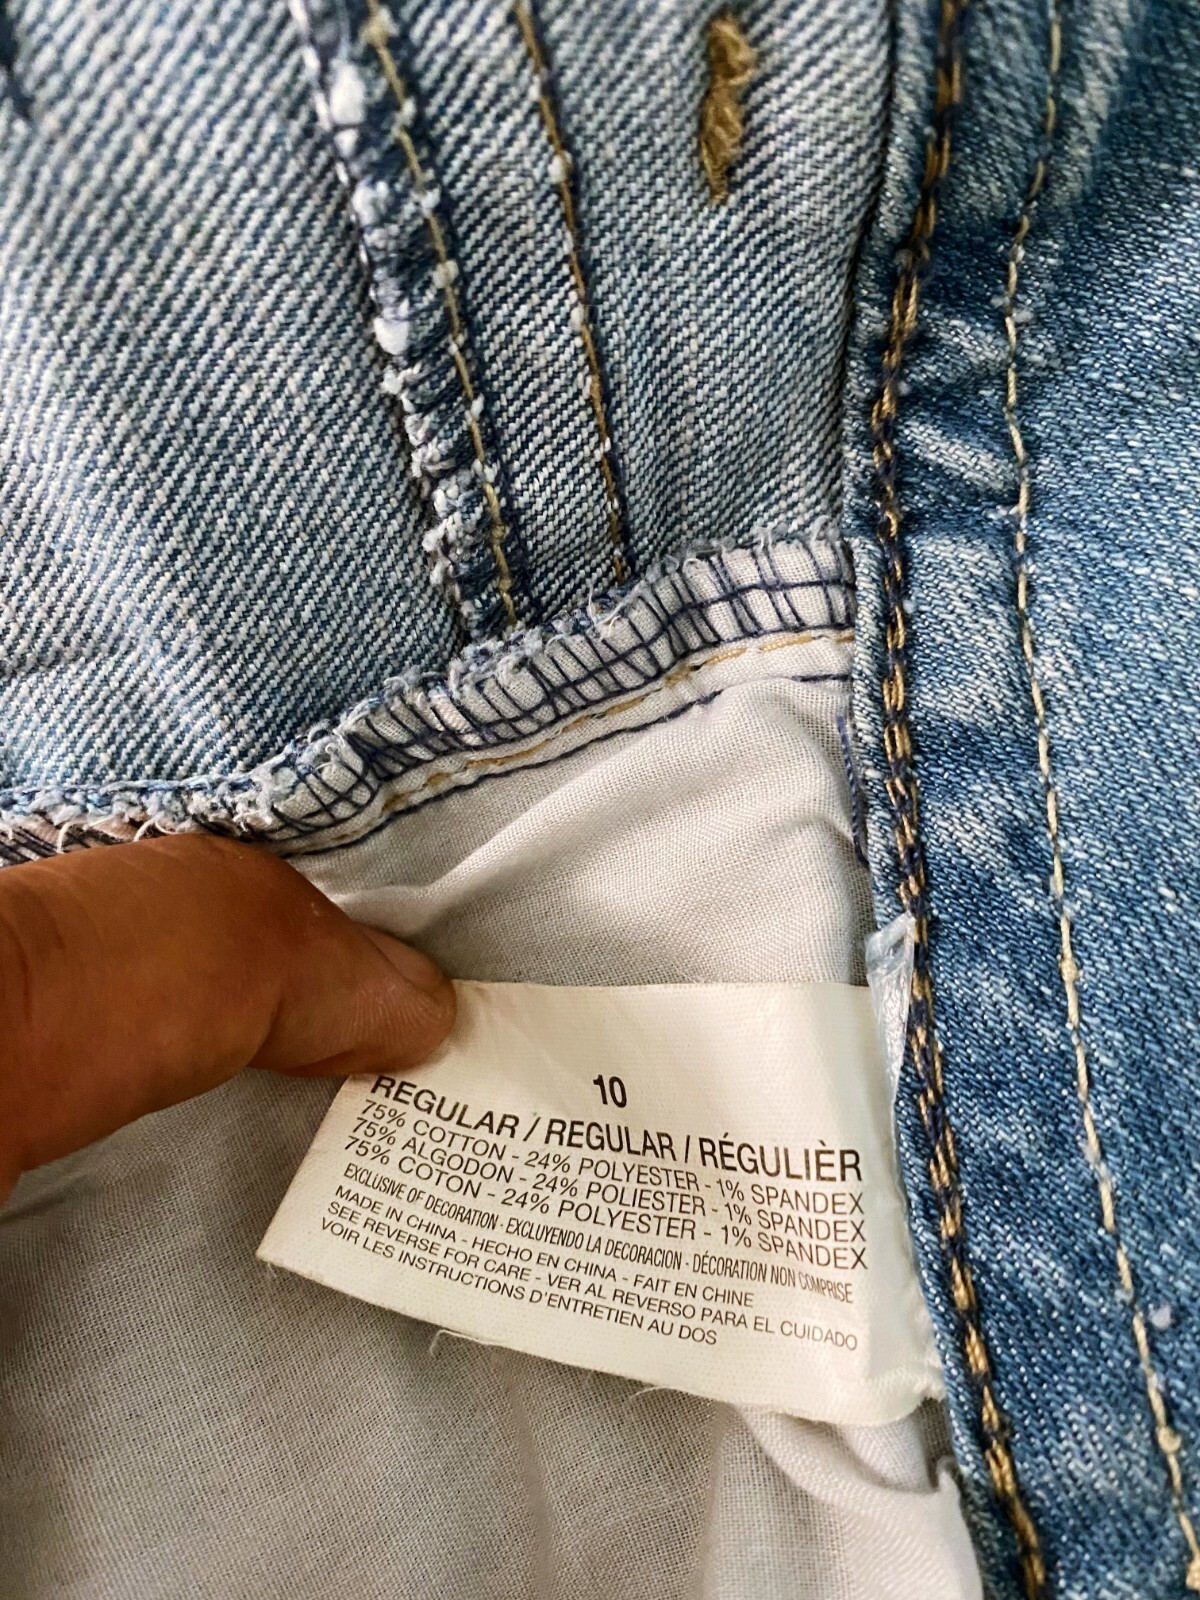 10
REGULAR / REGULAR / RÉGULIÈR
75% COTTON - 24% POLYESTER - 1% SPANDEX
75% ALGODON - 24% POLIESTER - 1% SPANDEX
75% COTON - 24% POLYESTER - 1% SPANDEX
EXCLUSIVE OF DECORATION - EXCLUYENDO LA DECORACION - DÉCORATION NON COMPRISE
MADE IN CHINA - HECHO EN CHINA - FAIT EN CHINE
SEE REVERSE FOR CARE - VER AL REVERSO PARA EL CUIDADO
VOIR LES INSTRUCTIONS D'ENTRETIEN AU DOS